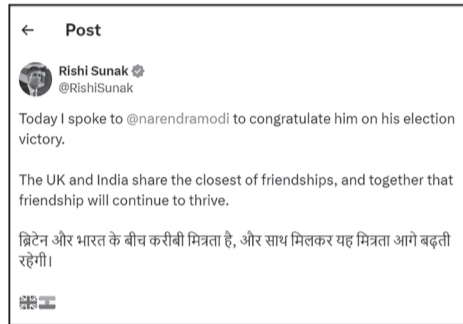 Post
Rishi Sunak
@RishiSunak
Today I spoke to @narendramodi to congratulate him on his election
victory.
The UK and India share the closest of friendships, and together that
friendship will continue to thrive.
ब्रिटेन और भारत के बीच करीबी मित्रता है, और साथ मिलकर यह मित्रता आगे बढ़ती
रहेगी।